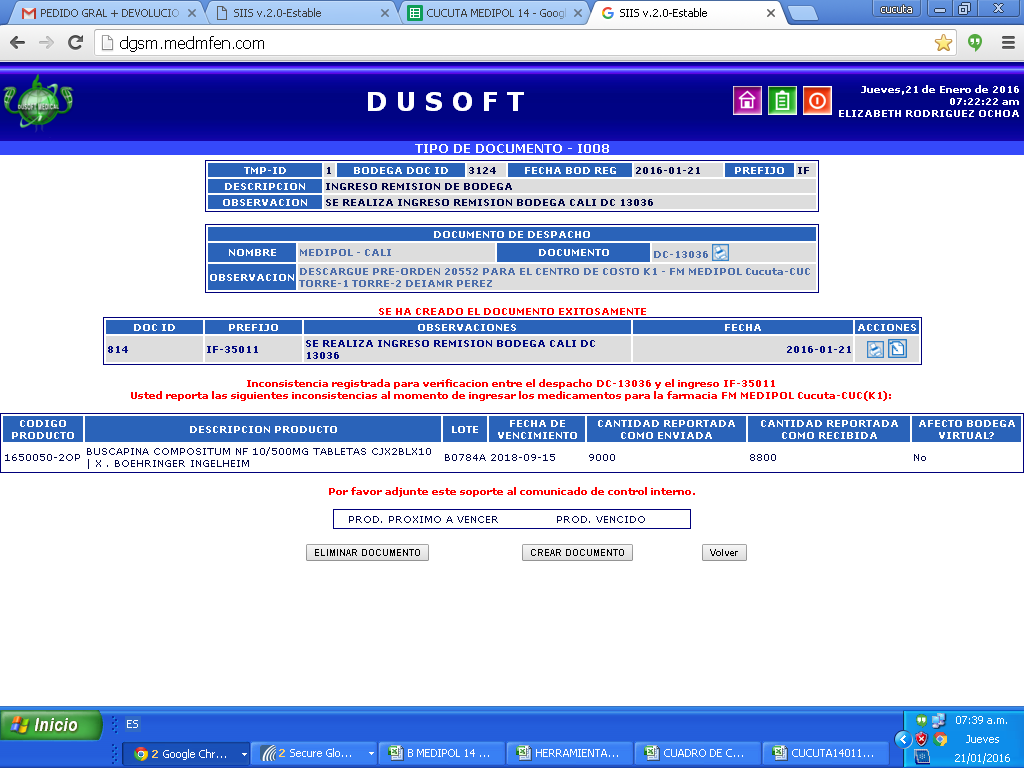 PEDIDO GRAL + DEVOLUCIO
SIIS v.2.0-Estable
CUCUTA MEDIPOL 14 - Goog
SIIS v.2.0-Estable
cucuta
dgsm.medmfen.com
DUSOFT MEDICAL
DUSOFT
Jueves,21 de Enero de 2016
07:22:22 am
ELIZABETH RODRIGUEZ OCHOA
TIPO DE DOCUMENTO - I008
TMP-ID 1 BODEGA DOC ID 3124 FECHA BOD REG 2016-01-21 PREFIJO IF
DESCRIPCION INGRESO REMISION DE BODEGA
OBSERVACION SE REALIZA INGRESO REMISION BODEGA CALI DC 13036
DOCUMENTO DE DESPACHO
NOMBRE MEDIPOL - CALI DOCUMENTO DC-13036
OBSERVACION DESCARGUE PRE-ORDEN 20552 PARA EL CENTRO DE COSTO K1 - FM MEDIPOL Cucuta-CUC
TORRE-1 TORRE-2 DEIAMR PEREZ
SE HA CREADO EL DOCUMENTO EXITOSAMENTE
DOC ID PREFIJO OBSERVACIONES FECHA ACCIONES
814 IF-35011 SE REALIZA INGRESO REMISION BODEGA CALI DC
13036 2016-01-21
Inconsistencia registrada para verificacion entre el despacho DC-13036 y el ingreso IF-35011
Usted reporta las siguientes inconsistencias al momento de ingresar los medicamentos para la farmacia FM MEDIPOL Cucuta-CUC(K1):
CODIGO PRODUCTO DESCRIPCION PRODUCTO LOTE FECHA DE VENCIMIENTO CANTIDAD REPORTADA COMO ENVIADA CANTIDAD REPORTADA COMO RECIBIDA AFECTO BODEGA VIRTUAL?
1650050-2OP BUSCAPINA COMPOSITUM NF 10/500MG TABLETAS CJX2BLX10
| X . BOEHRINGER INGELHEIM B0784A 2018-09-15 9000 8800 No
Por favor adjunte este soporte al comunicado de control interno.
PROD. PROXIMO A VENCER PROD. VENCIDO
ELIMINAR DOCUMENTO CREAR DOCUMENTO Volver
Inicio
ES
2 Google Chr...
2 Secure Glo...
B MEDIPOL 14 ...
HERRAMIENTA...
CUADRO DE C...
CUCUTA14011...
07:39 a.m.
Jueves
21/01/2016